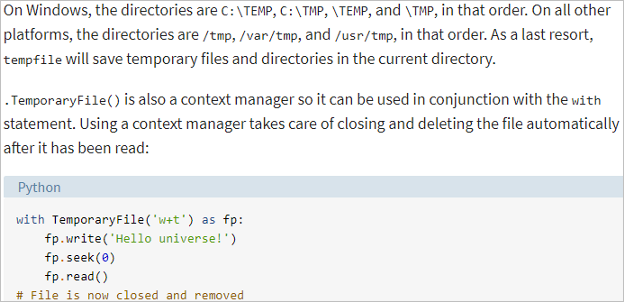 On Windows, the directories are C:\TEMP, C:\TMP, \TEMP, and \TMP, in that order. On all other
platforms, the directories are /tmp, /var/tmp, and /usr/tmp, in that order. As a last resort,
tempfile will save temporary files and directories in the current directory.
.TemporaryFile() is also a context manager so it can be used in conjunction with the with
statement. Using a context manager takes care of closing and deleting the file automatically
after it has been read:
Python
with TemporaryFile('w+t') as fp:
    fp.write('Hello universe!')
    fp.seek(0)
    fp.read()
# File is now closed and removed